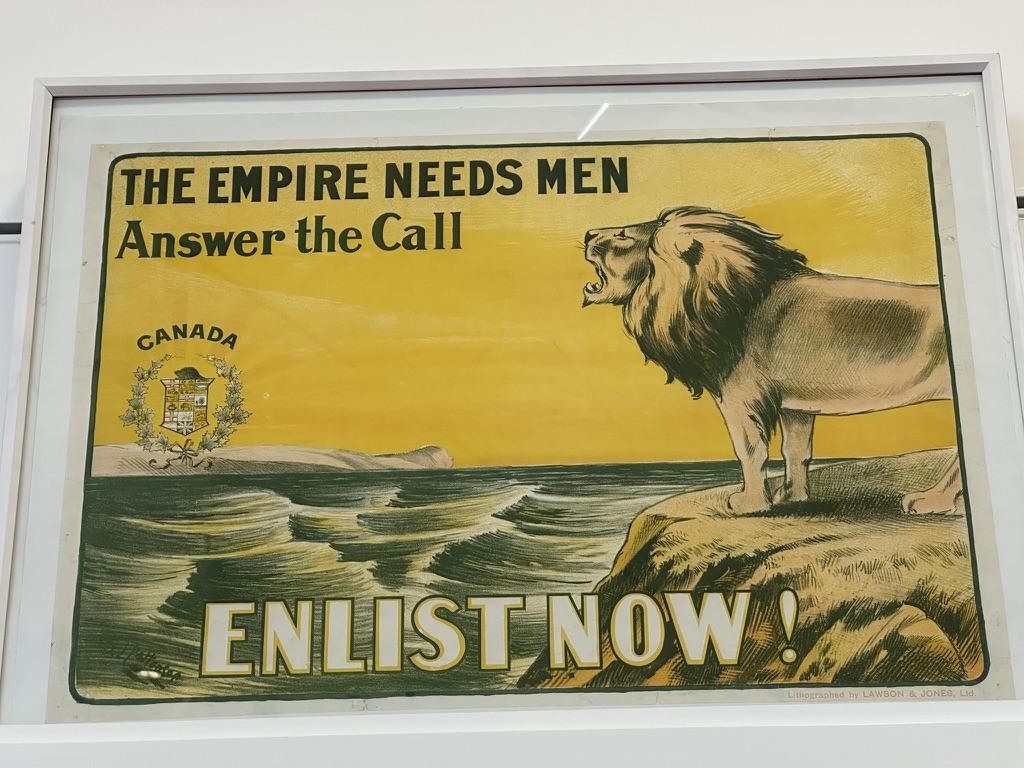 THE EMPIRE NEEDS MEN
Answer the Call
CANADA
ENLIST NOW!
Lithographed by LAWSON & JONES, Ltd.